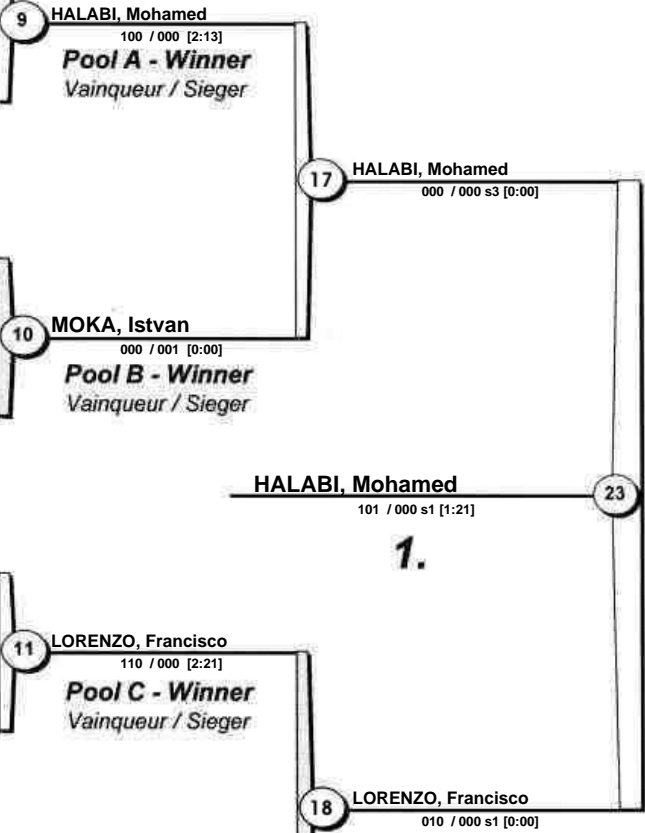 9
HALABI, Mohamed
100 / 000 [2:13]
Pool A - Winner
Vainqueur / Sieger
17
HALABI, Mohamed
000 / 000 s3 [0:00]
10
MOKA, Istvan
000 / 001 [0:00]
Pool B - Winner
Vainqueur / Sieger
HALABI, Mohamed
23
101 / 000 s1 [1:21]
1.
11
LORENZO, Francisco
110 / 000 [2:21]
Pool C - Winner
Vainqueur / Sieger
18
LORENZO, Francisco
010 / 000 s1 [0:00]